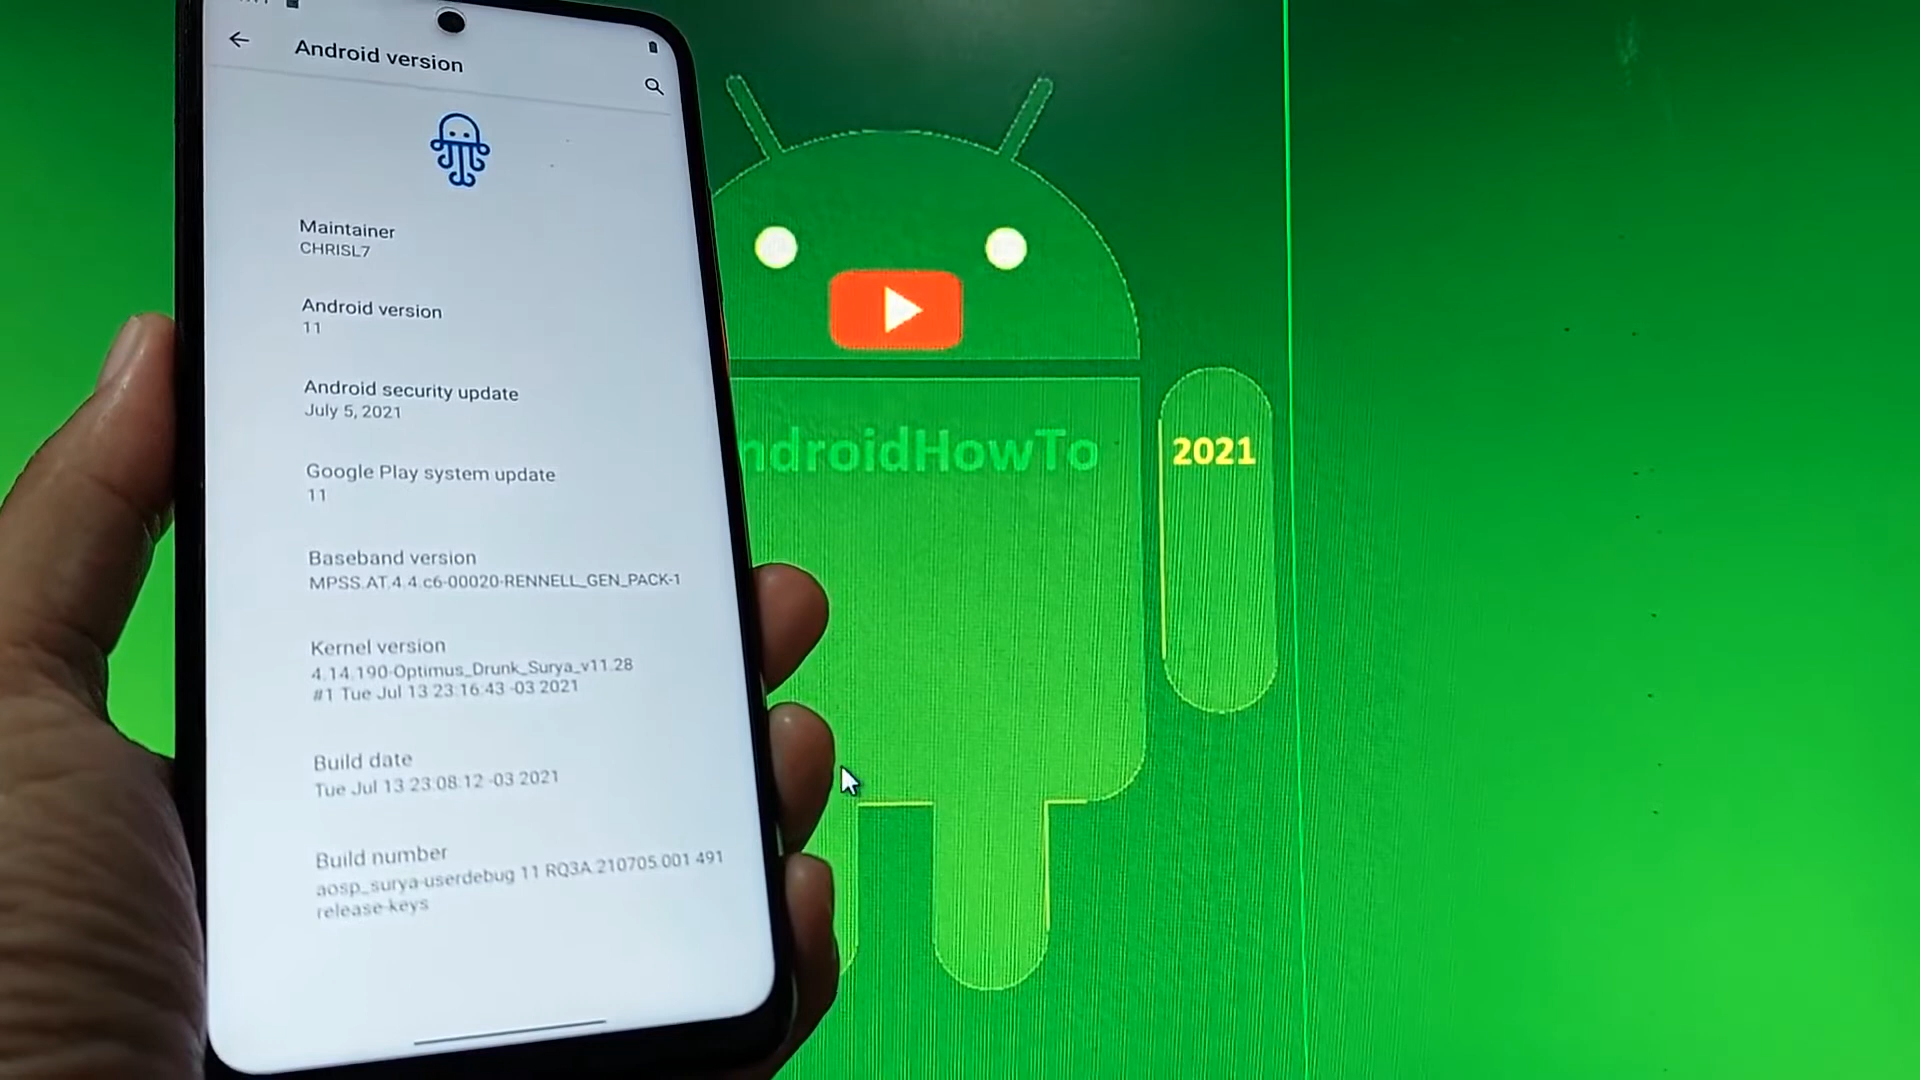 Android version
Maintainer
CHRISL7
Android version
11
Android security update
July 5, 2021
Google Play system update
11
Baseband version
MPSS.AT.4.4.c6-00020-RENNELL_GEN_PACK-1
Kernel version
4.14.190-Optimus_Drunk_Surya_v11.28
#1 Tue Jul 13 23:16:43 -03 2021
Build date
Tue Jul 13 23:08:12 -03 2021
Build number
aosp_surya-userdebug 11 RQ3A.210705.001 491
release-keys
ndroidHowTo
2021